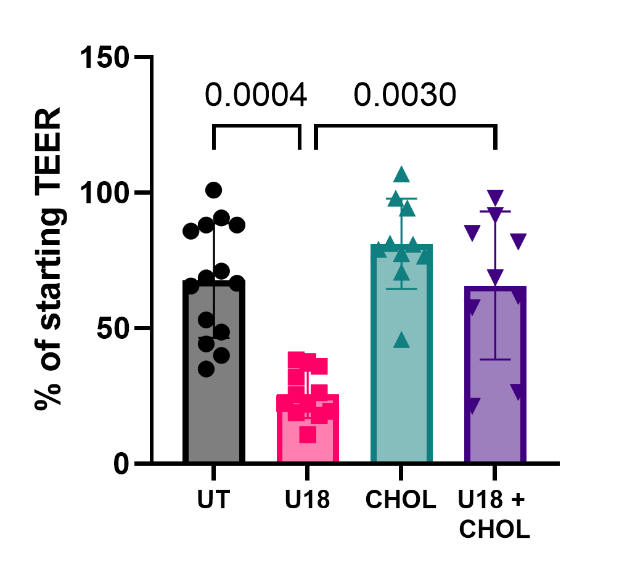 150
0.0004 0.0030
100
% of starting TEER
50
0
UT U18 CHOL U18 +
CHOL